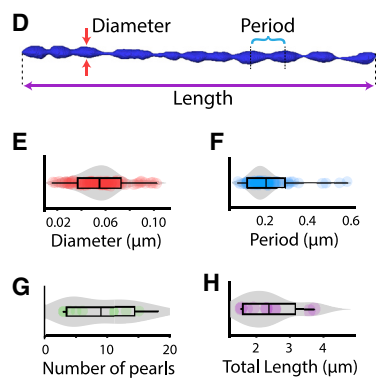 D
Diameter Period
Length
E
0.02 0.06 0.10
Diameter (µm)
F
0.2 0.4 0.6
Period (µm)
G
0 10 20
Number of pearls
H
2 3 4
Total Length (µm)